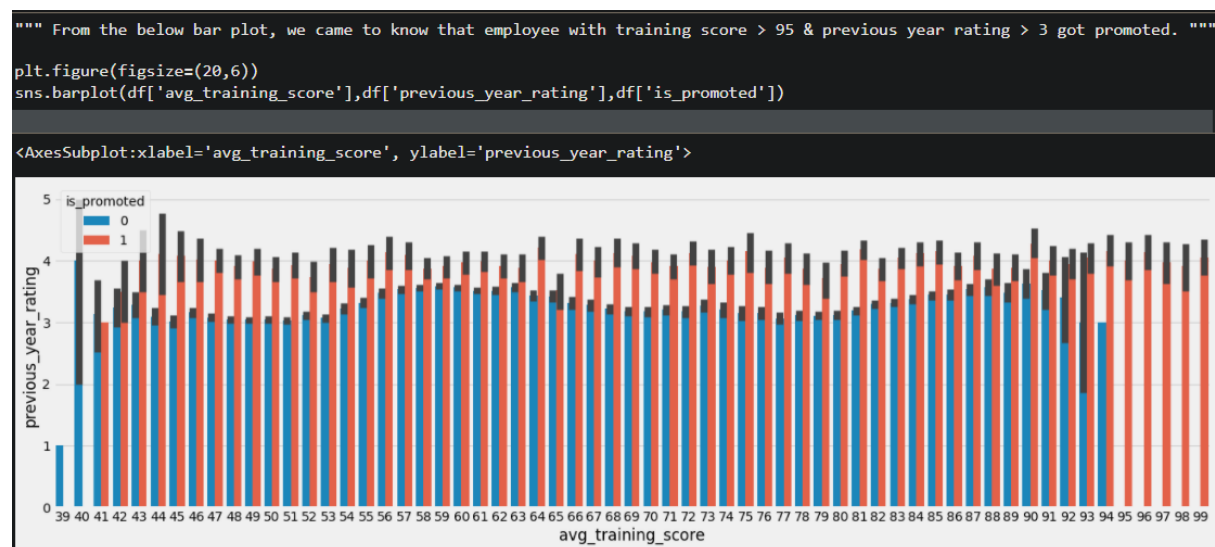 """ From the below bar plot, we came to know that employee with training score > 95 & previous year rating > 3 got promoted. """
plt.figure(figsize=(20,6))
sns.barplot(df['avg_training_score'],df['previous_year_rating'],df['is_promoted'])
<AxesSubplot:xlabel='avg_training_score', ylabel='previous_year_rating'>
is_promoted
0
1
5
4
3
2
1
0
previous_year_rating
39 40 41 42 43 44 45 46 47 48 49 50 51 52 53 54 55 56 57 58 59 60 61 62 63 64 65 66 67 68 69 70 71 72 73 74 75 76 77 78 79 80 81 82 83 84 85 86 87 88 89 90 91 92 93 94 95 96 97 98 99
avg_training_score